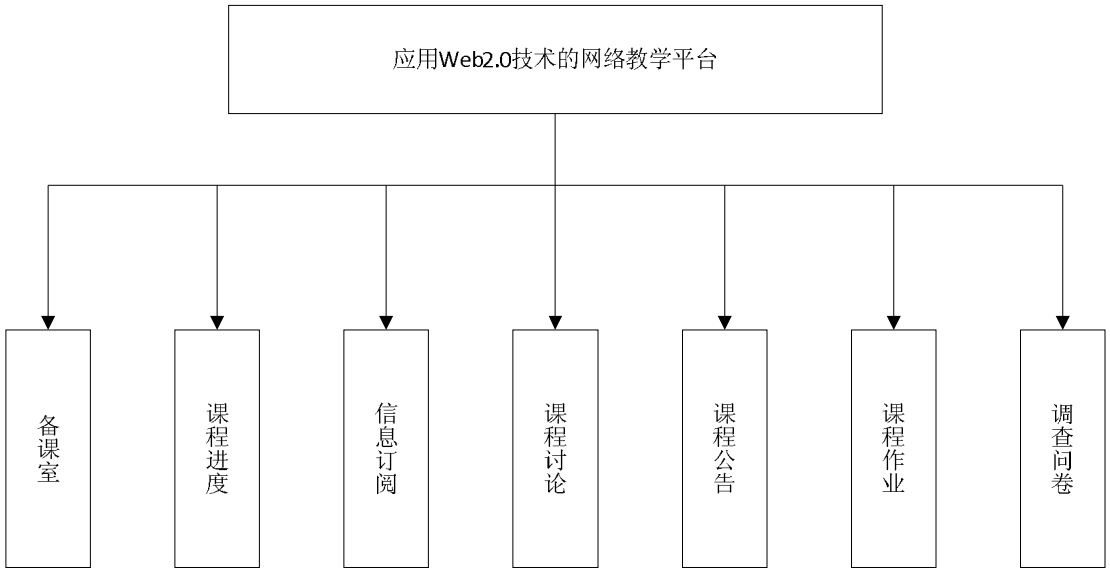 应用Web2.0技术的网络教学平台
备课室
课程进度
信息订阅
课程讨论
课程公告
课程作业
调查问卷